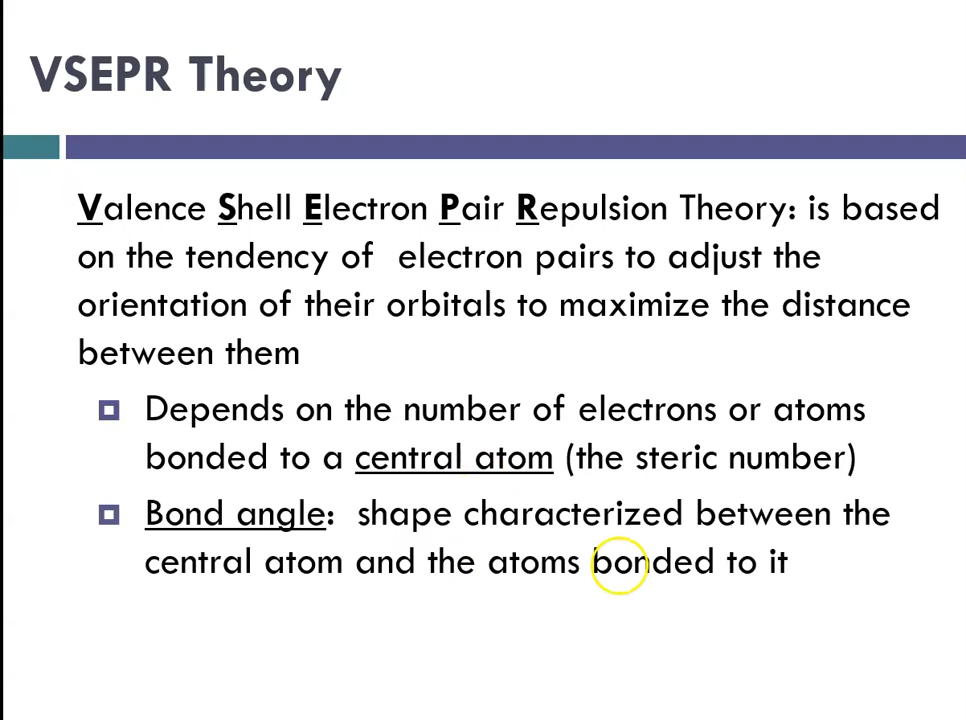 VSEPR Theory
Valence Shell Electron Pair Repulsion Theory: is based
on the tendency of  electron pairs to adjust the
orientation of their orbitals to maximize the distance
between them
Depends on the number of electrons or atoms
bonded to a central atom (the steric number)
Bond angle:  shape characterized between the
central atom and the atoms bonded to it